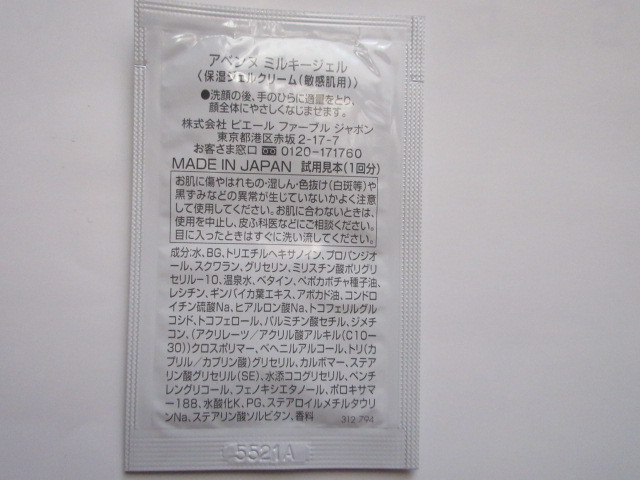 アベンヌ ミルキージェル
〈保湿ジェルクリーム(敏感肌用)〉
●洗顔の後、手のひらに適量をとり、
顔全体にやさしくなじませます。
株式会社 ピエール ファーブル ジャポン
東京都港区赤坂2-17-7
お客さま窓口 0120-171760
MADE IN JAPAN 試用見本(1回分)
お肌に傷やはれもの・湿しん・色抜け(白斑等)や
黒ずみなどの異常が生じていないかよく注意
して使用してください。お肌に合わないときは、
使用を中止し、皮ふ科医などにご相談ください。
目に入ったときはすぐに洗い流してください。
成分:水、BG、トリエチルヘキサノイン、プロパンジオ
ール、スクワラン、グリセリン、ミリスチン酸ポリグリ
セリル-10、温泉水、ベタイン、ペポカボチャ種子油、
レシチン、ギンバイカ葉エキス、アボカド油、コンドロ
イチン硫酸Na、ヒアルロン酸Na、トコフェリルグル
コシド、トコフェロール、パルミチン酸セチル、ジメチ
コン、(アクリレーツ/アクリル酸アルキル(C10-
30))クロスポリマー、ベヘニルアルコール、トリ(カ
プリル/カプリン酸)グリセリル、カルボマー、ステア
リン酸グリセリル(SE)、水添ココグリセリル、ペンチ
レングリコール、フェノキシエタノール、ポロキサマ
ー188、水酸化K、PG、ステアロイルメチルタウリ
ンNa、ステアリン酸ソルビタン、香料
312 794
5521A